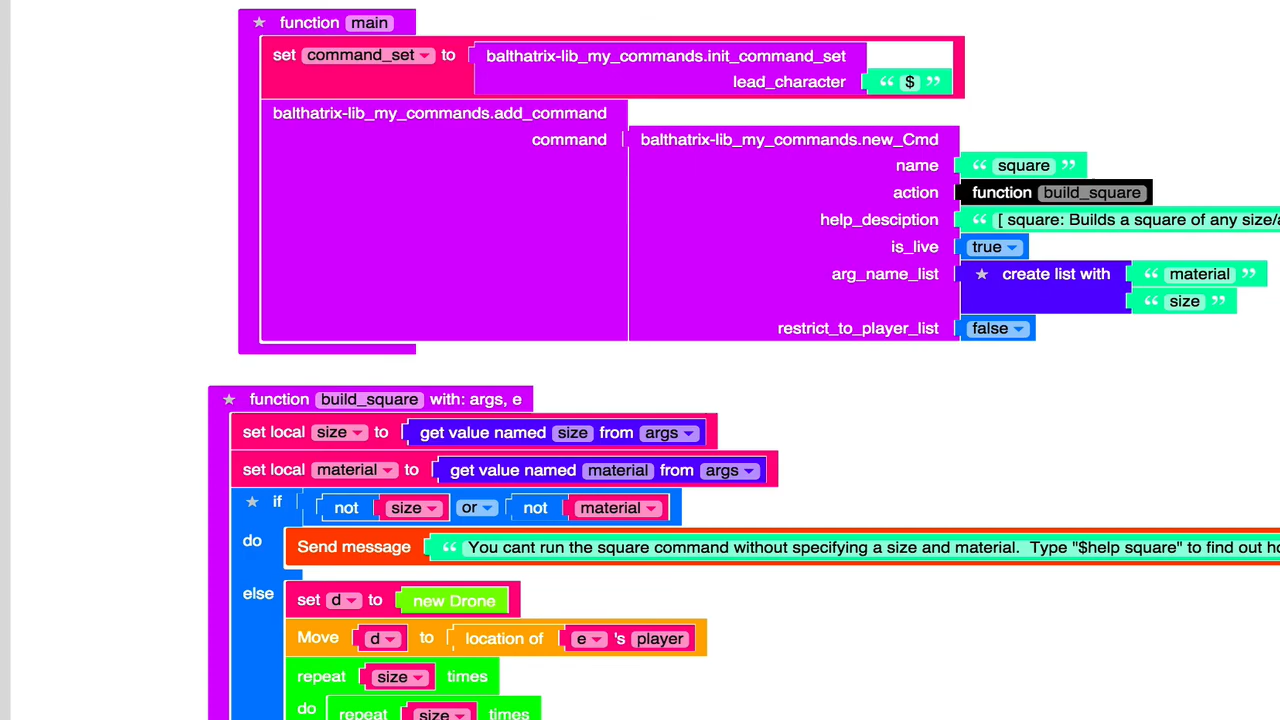 function main
set command_set to balthatrix-lib_my_commands.init_command_set
lead_character “ $ ”
balthatrix-lib_my_commands.add_command
command balthatrix-lib_my_commands.new_Cmd
name “ square ”
action function build_square
help_desciption “ [ square: Builds a square of any size/
is_live true
arg_name_list create list with “ material ”
“ size ”
restrict_to_player_list false
function build_square with: args, e
set local size to get value named size from args
set local material to get value named material from args
if not size or not material
do Send message “ You cant run the square command without specifying a size and material. Type "$help square" to find out
else set d to new Drone
Move d to location of e 's player
repeat size times
do repeat size times